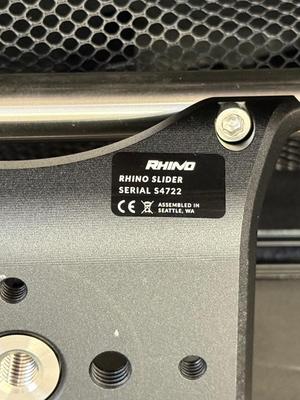 RHINO
RHINO SLIDER
SERIAL S4722
CE ASSEMBLED IN
SEATTLE, WA